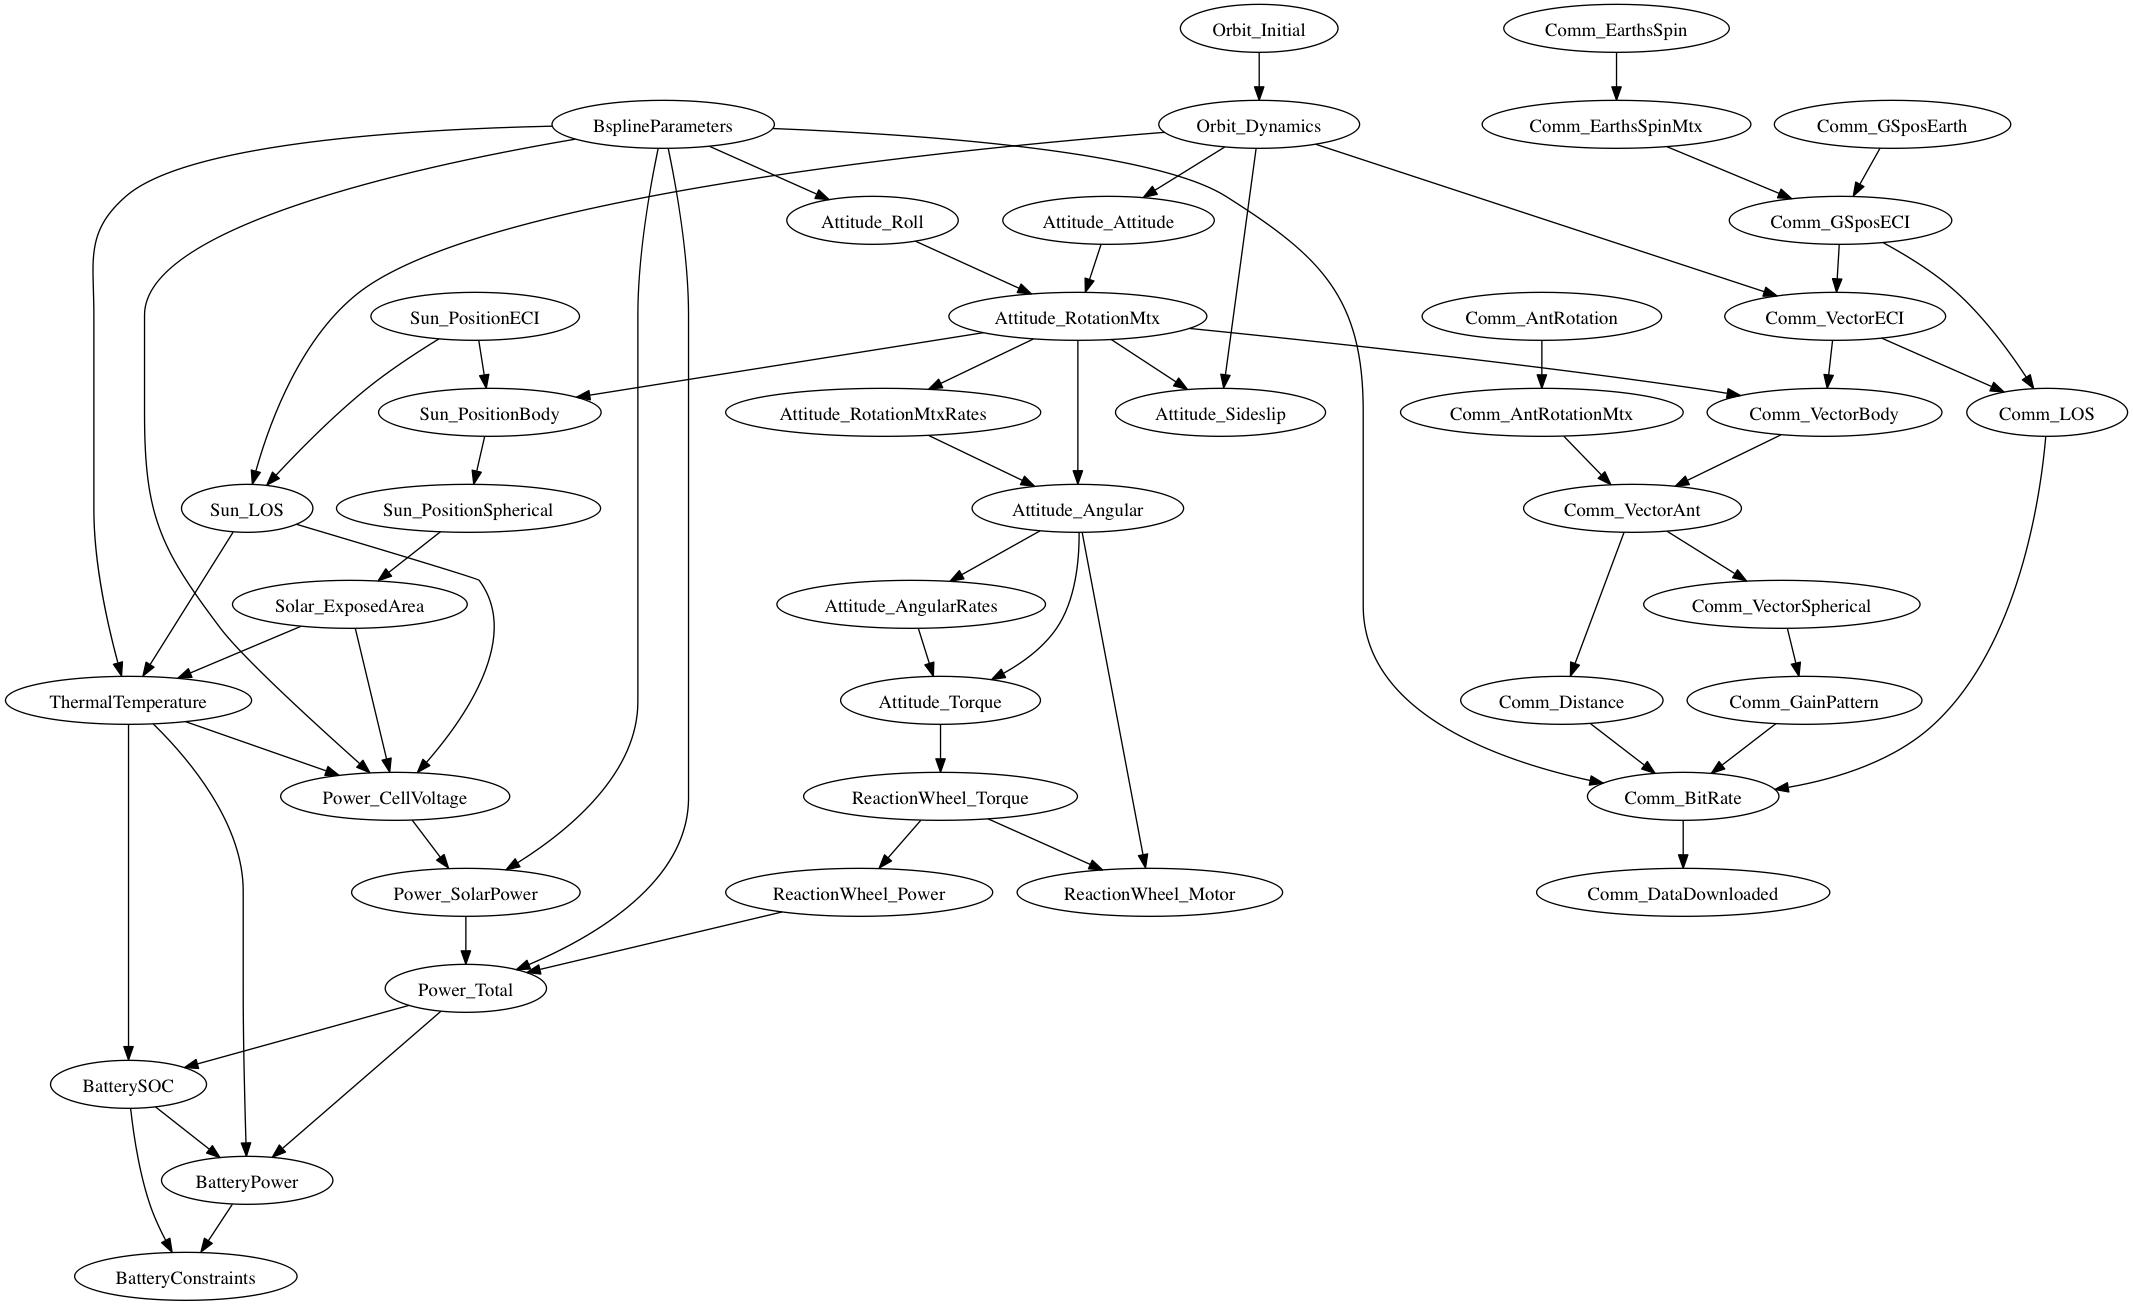 Orbit_Initial
Comm_EarthsSpin
BsplineParameters
Orbit_Dynamics
Comm_EarthsSpinMtx
Comm_GSposEarth
Attitude_Roll
Attitude_Attitude
Comm_GSposECI
Sun_PositionECI
Attitude_RotationMtx
Comm_AntRotation
Comm_VectorECI
Sun_PositionBody
Attitude_RotationMtxRates
Attitude_Sideslip
Comm_AntRotationMtx
Comm_VectorBody
Comm_LOS
Sun_LOS
Sun_PositionSpherical
Attitude_Angular
Comm_VectorAnt
Solar_ExposedArea
Attitude_AngularRates
Comm_VectorSpherical
ThermalTemperature
Attitude_Torque
Comm_Distance
Comm_GainPattern
Power_CellVoltage
ReactionWheel_Torque
Comm_BitRate
Power_SolarPower
ReactionWheel_Power
ReactionWheel_Motor
Comm_DataDownloaded
Power_Total
BatterySOC
BatteryPower
BatteryConstraints